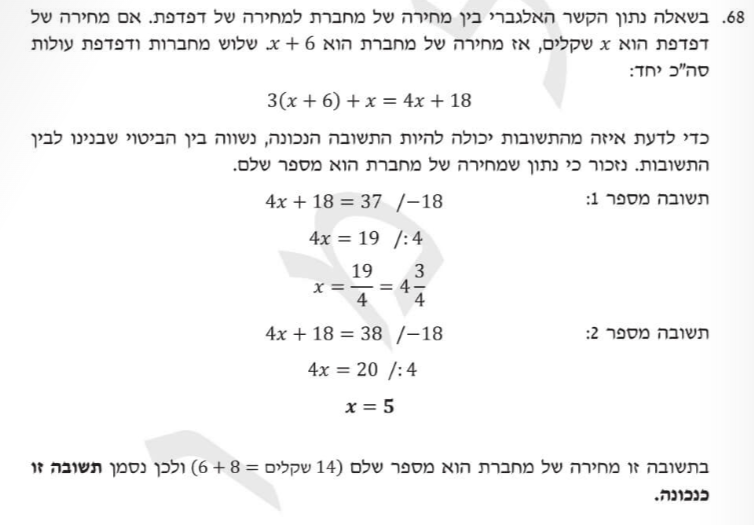 68. בשאלה נתון הקשר האלגברי בין מחירה של מחברת למחירה של דפדפת. אם מחירה של
דפדפת הוא x שקלים, אז מחירה של מחברת הוא x + 6. שלוש מחברות ודפדפת עולות
סה"כ יחד:
3(x + 6) + x = 4x + 18
כדי לדעת איזה מהתשובות יכולה להיות התשובה הנכונה, נשווה בין הביטוי שבנינו לבין
התשובות. נזכור כי נתון שמחירה של מחברת הוא מספר שלם.
תשובה מספר 1: 4x + 18 = 37 /−18
4x = 19 /:4
x = 19/4 = 4 3/4
תשובה מספר 2: 4x + 18 = 38 /−18
4x = 20 /:4
x = 5
בתשובה זו מחירה של מחברת הוא מספר שלם (14 שקלים = 8 + 6) ולכן נסמן תשובה זו
כנכונה.